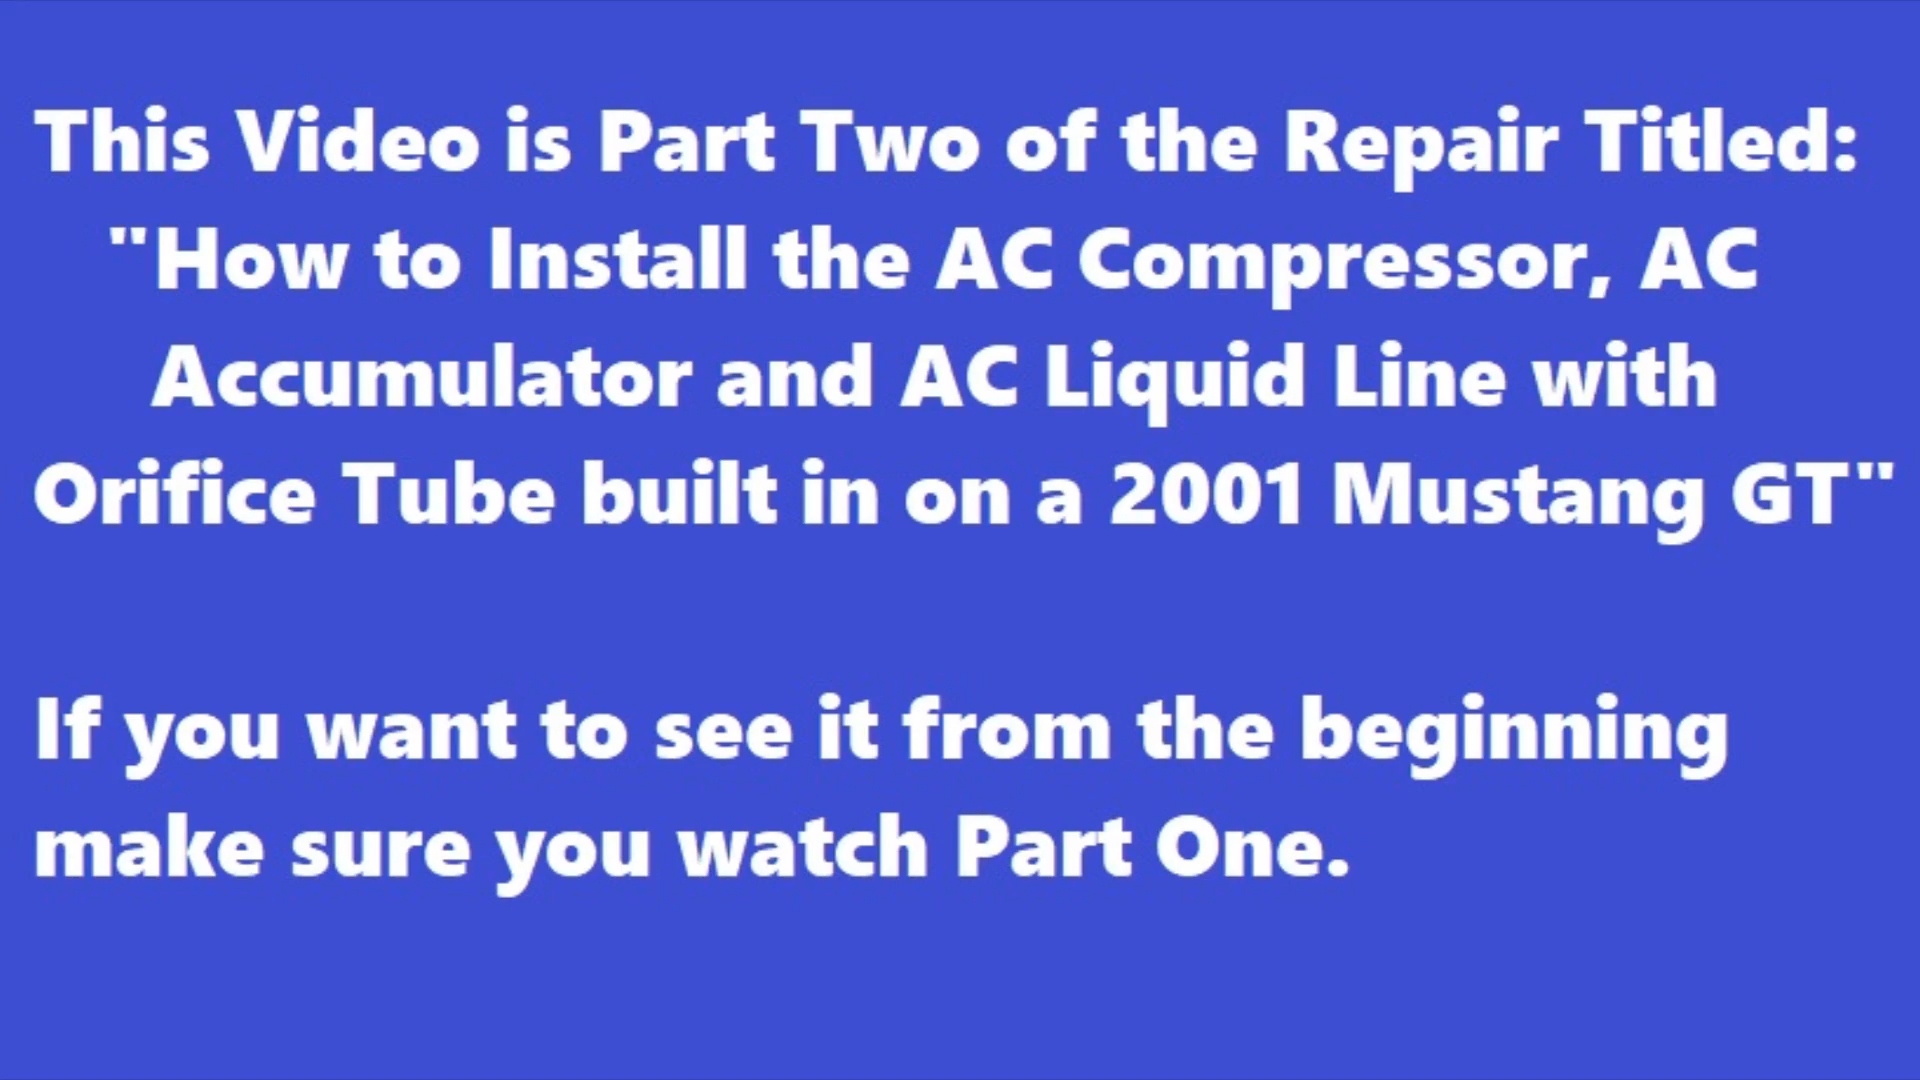 This Video is Part Two of the Repair Titled:
"How to Install the AC Compressor, AC
Accumulator and AC Liquid Line with
Orifice Tube built in on a 2001 Mustang GT"
If you want to see it from the beginning
make sure you watch Part One.